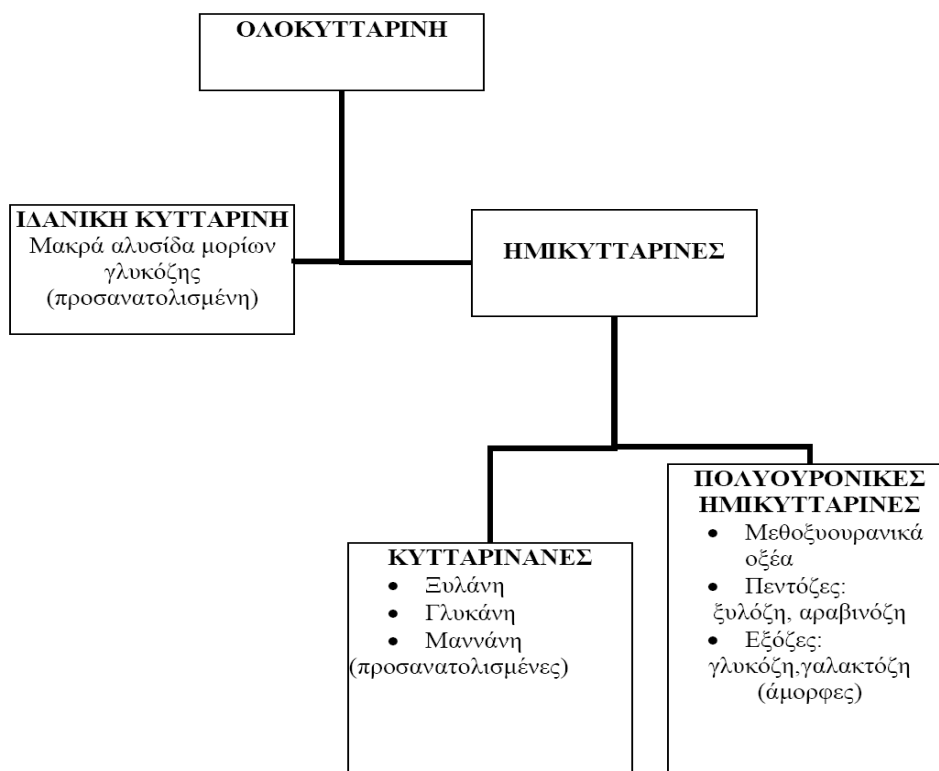 ΟΛΟΚΥΤΤΑΡΙΝΗ
ΙΔΑΝΙΚΗ ΚΥΤΤΑΡΙΝΗ
Μακρά αλυσίδα μορίων
γλυκόζης
(προσανατολισμένη)
ΗΜΙΚΥΤΤΑΡΙΝΕΣ
ΚΥΤΤΑΡΙΝΑΝΕΣ
• Ξυλάνη
• Γλυκάνη
• Μαννάνη
(προσανατολισμένες)
ΠΟΛΥΟΥΡΟΝΙΚΕΣ
ΗΜΙΚΥΤΤΑΡΙΝΕΣ
• Μεθοξυουρανικά
οξέα
• Πεντόζες:
ξυλόζη, αραβινόζη
• Εξόζες:
γλυκόζη,γαλακτόζη
(άμορφες)